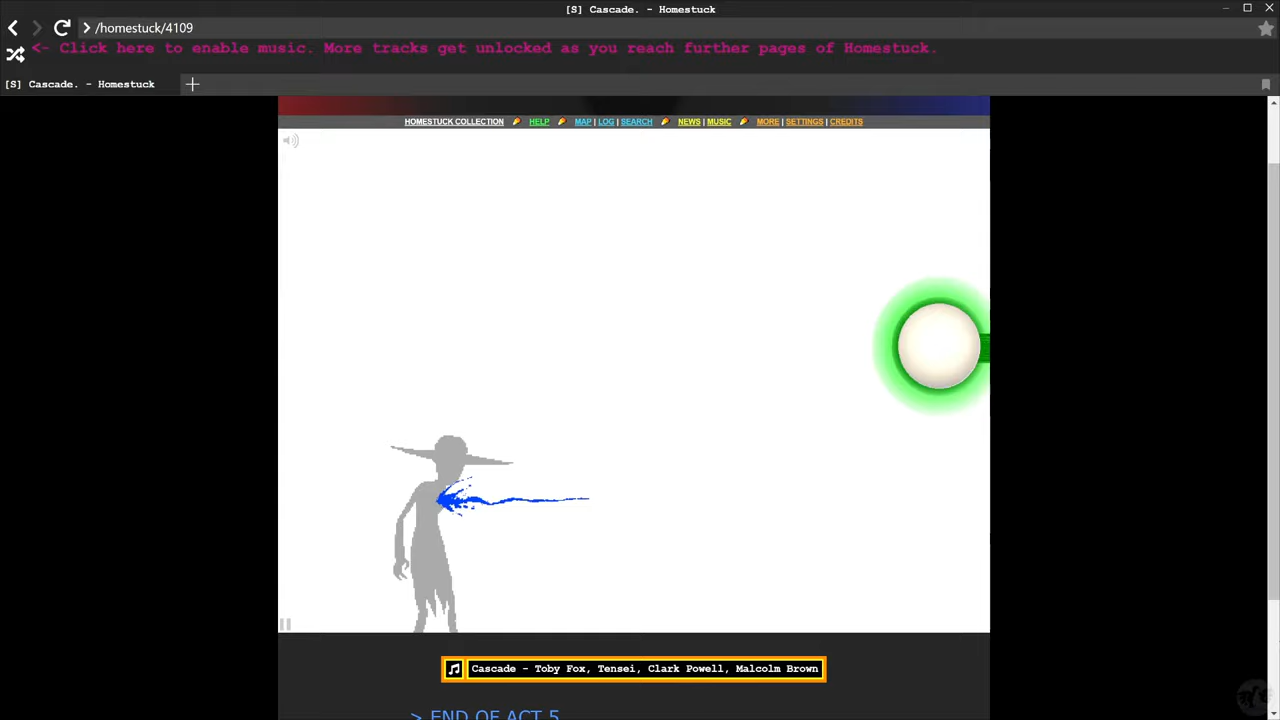 [S] Cascade. - Homestuck
/homestuck/4109
<- Click here to enable music. More tracks get unlocked as you reach further pages of Homestuck.
[S] Cascade. - Homestuck
HOMESTUCK COLLECTION HELP MAP | LOG | SEARCH NEWS | MUSIC MORE | SETTINGS | CREDITS
Cascade - Toby Fox, Tensei, Clark Powell, Malcolm Brown
> END OF ACT 5